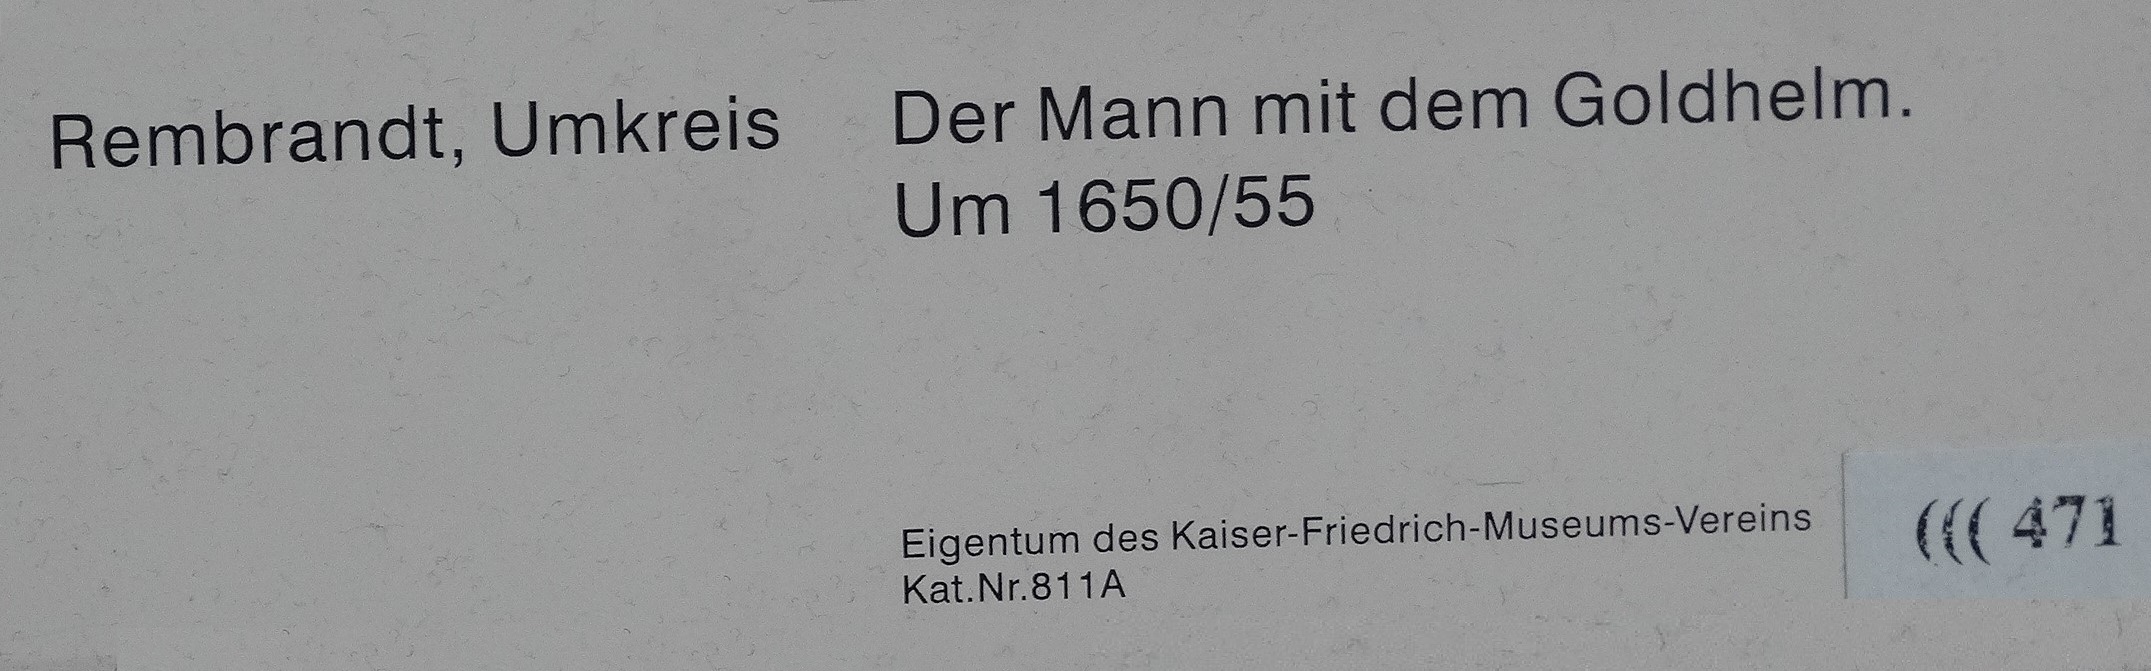 Rembrandt, Umkreis
Der Mann mit dem Goldhelm.
Um 1650/55
Eigentum des Kaiser-Friedrich-Museums-Vereins
Kat.Nr.811A
((( 471